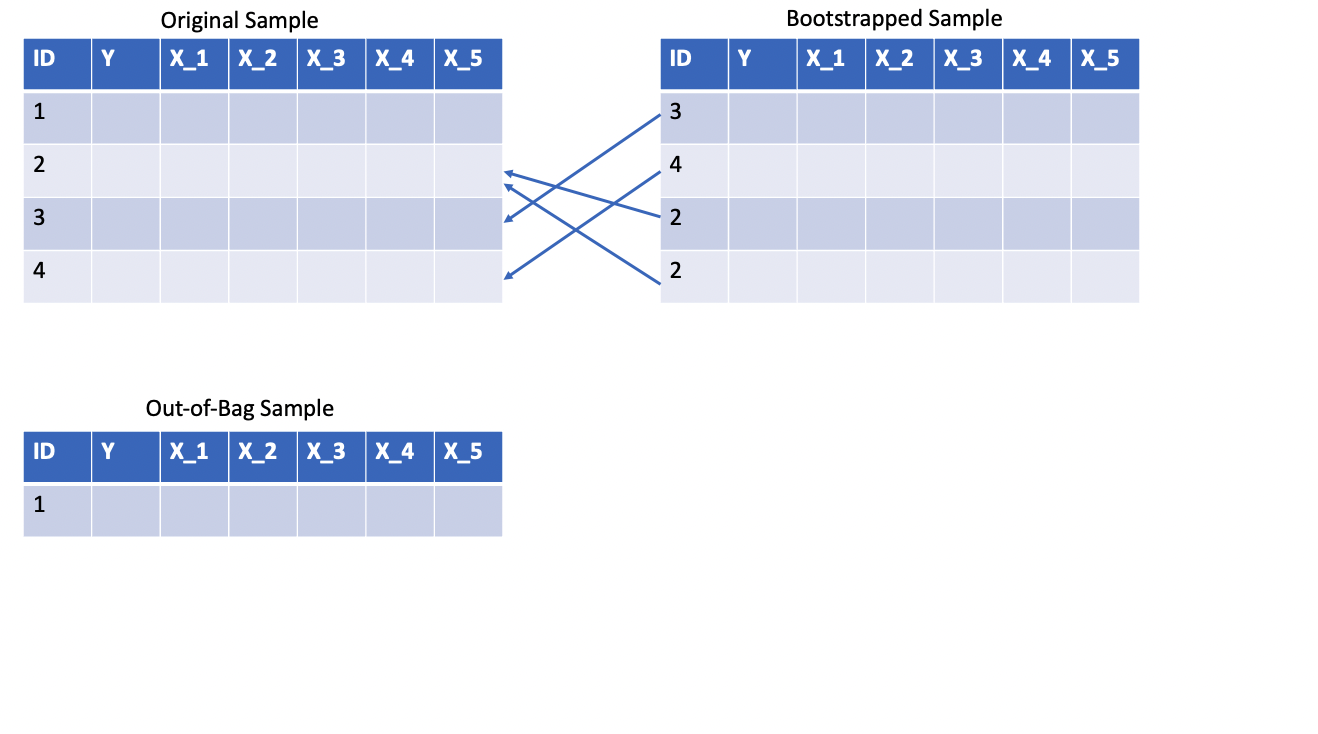 Original Sample
ID Y X_1 X_2 X_3 X_4 X_5
1
2
3
4
Bootstrapped Sample
ID Y X_1 X_2 X_3 X_4 X_5
3
4
2
2
Out-of-Bag Sample
ID Y X_1 X_2 X_3 X_4 X_5
1